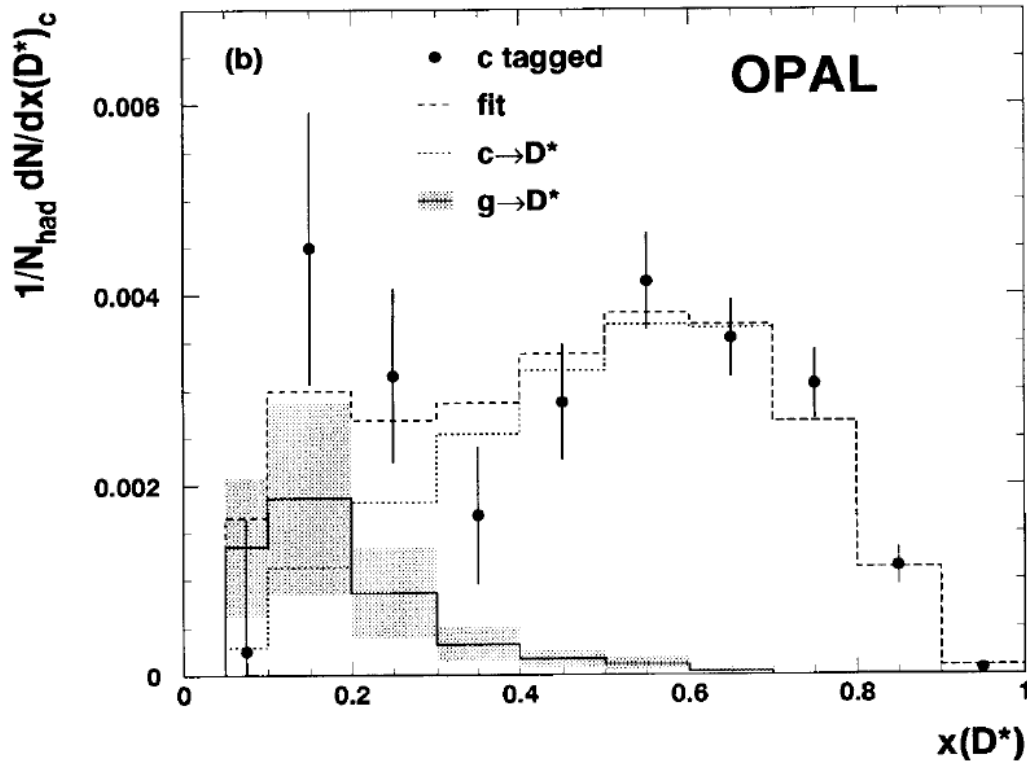 1/N_had dN/dx(D*)_c
(b)
OPAL
c tagged
fit
c→D*
g→D*
0.006
0.004
0.002
0
0
0.2
0.4
0.6
0.8
1
x(D*)